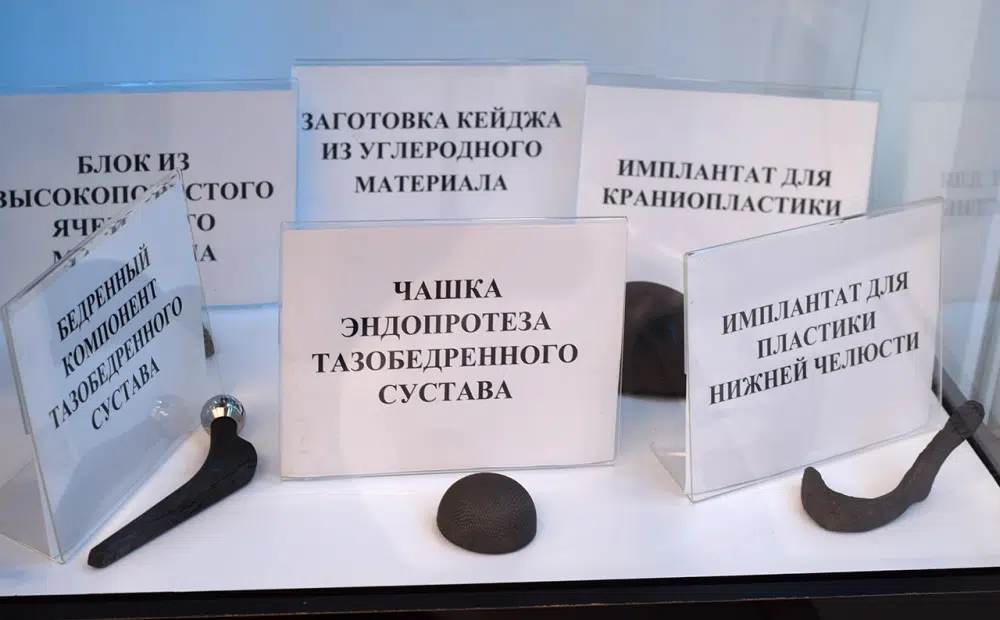 БЛОК ИЗ
ЗАГОТОВКА КЕЙДЖА
ИЗ УГЛЕРОДНОГО
МАТЕРИАЛА
ИМПЛАНТАТ ДЛЯ
КРАНИОПЛАСТИКИ
БЕДРЕННЫЙ
КОМПОНЕНТ
ТАЗОБЕДРЕННОГО
СУСТАВА
ЧАШКА
ЭНДОПРОТЕЗА
ТАЗОБЕДРЕННОГО
СУСТАВА
ИМПЛАНТАТ ДЛЯ
ПЛАСТИКИ
НИЖНЕЙ ЧЕЛЮСТИ